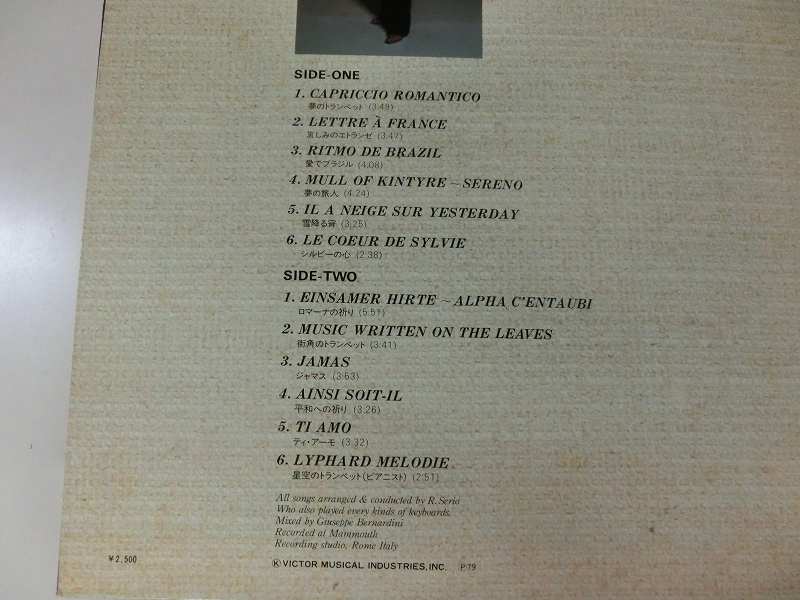 SIDE-ONE
1. CAPRICCIO ROMANTICO
夢のトランペット (3:49)
2. LETTRE À FRANCE
哀しみのエトランゼ (3:47)
3. RITMO DE BRAZIL
愛でブラジル (4:08)
4. MULL OF KINTYRE～SERENO
夢の旅人 (4:24)
5. IL A NEIGE SUR YESTERDAY
雪降る音 (3:25)
6. LE COEUR DE SYLVIE
シルビーの心 (2:38)
SIDE-TWO
1. EINSAMER HIRTE～ALPHA C'ENTAUBI
ロマーナの祈り (5:51)
2. MUSIC WRITTEN ON THE LEAVES
街角のトランペット (3:41)
3. JAMAS
ジャマス (3:53)
4. AINSI SOIT-IL
平和への祈り (3:26)
5. TI AMO
ティ・アーモ (3:32)
6. LYPHARD MELODIE
星空のトランペット(ピアニスト) (2:51)
All songs arranged & conducted by R. Serio
Who also played every kinds of keyboards.
Mixed by Giuseppe Bernardini
Recorded at Mammouth
Recording studio, Rome Italy
¥2,500
Ⓚ VICTOR MUSICAL INDUSTRIES, INC. P-'79